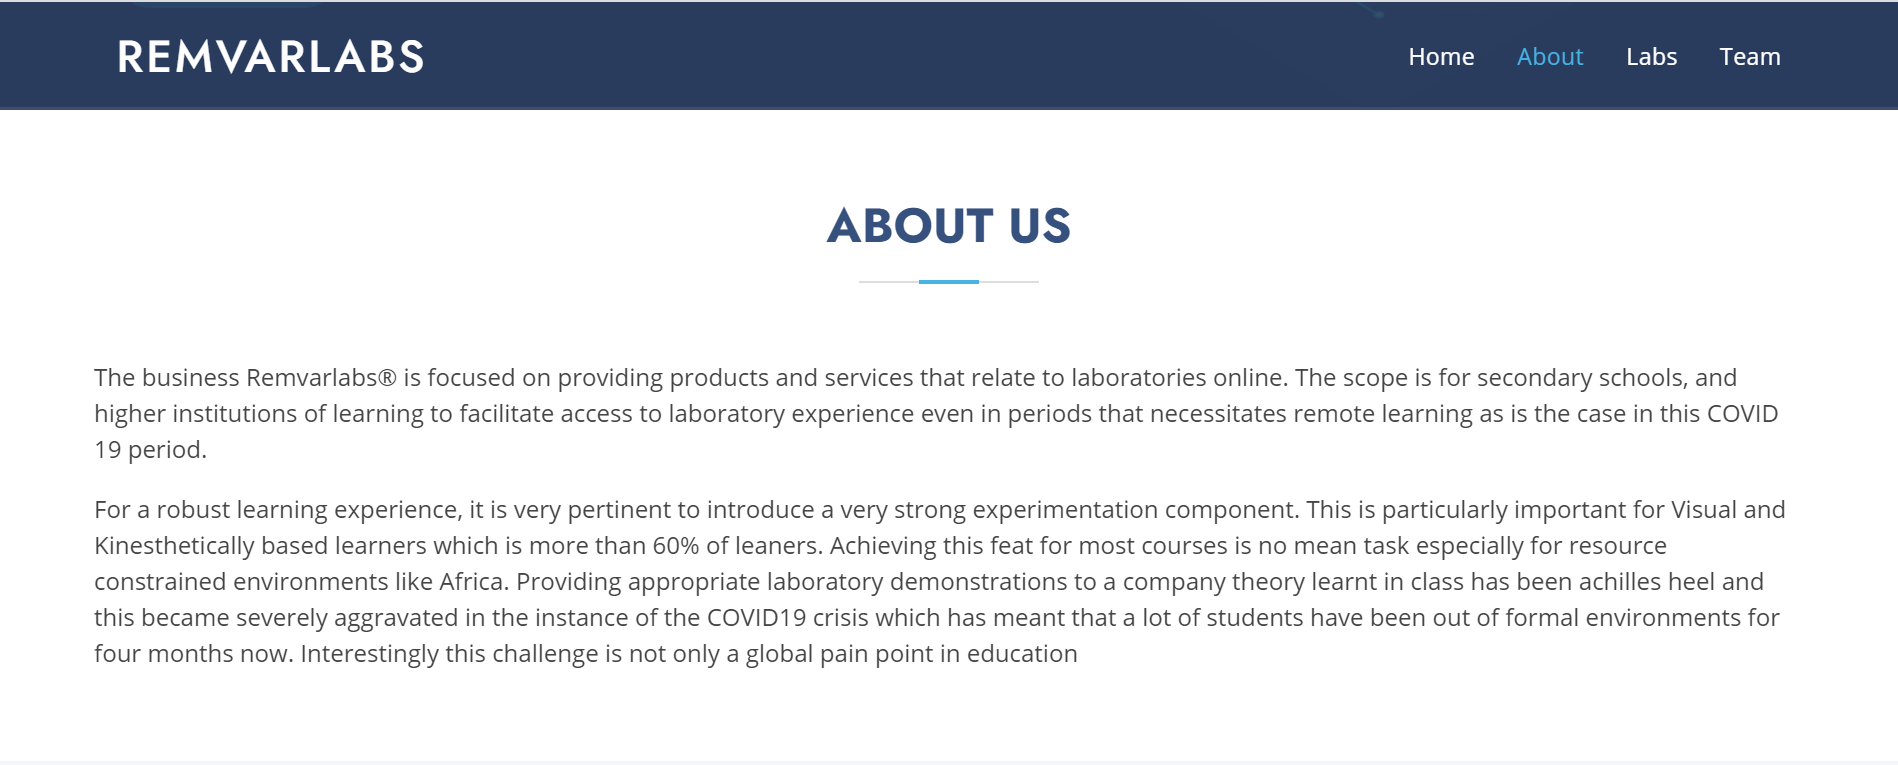 REMVARLABS
Home About Labs Team
ABOUT US
The business Remvarlabs® is focused on providing products and services that relate to laboratories online. The scope is for secondary schools, and
higher institutions of learning to facilitate access to laboratory experience even in periods that necessitates remote learning as is the case in this COVID
19 period.
For a robust learning experience, it is very pertinent to introduce a very strong experimentation component. This is particularly important for Visual and
Kinesthetically based learners which is more than 60% of leaners. Achieving this feat for most courses is no mean task especially for resource
constrained environments like Africa. Providing appropriate laboratory demonstrations to a company theory learnt in class has been achilles heel and
this became severely aggravated in the instance of the COVID19 crisis which has meant that a lot of students have been out of formal environments for
four months now. Interestingly this challenge is not only a global pain point in education